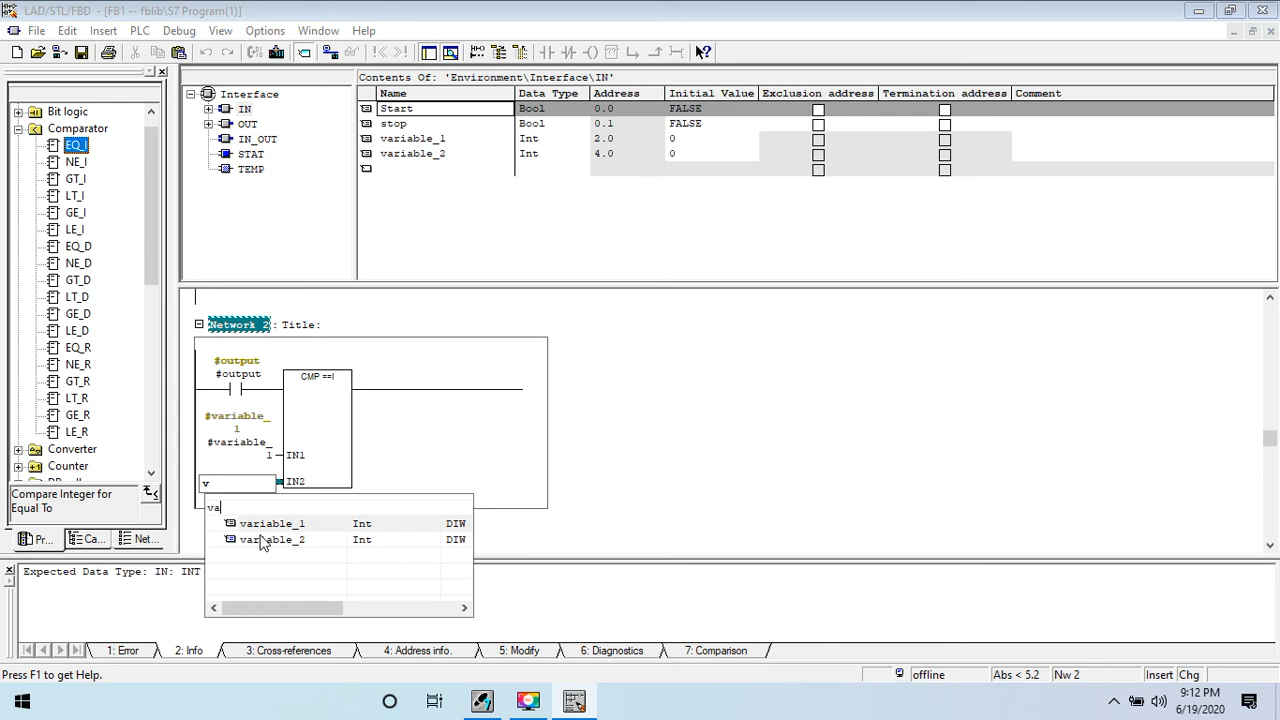 LAD/STL/FBD - [FB1 -- fblib\S7 Program(1)]
File Edit Insert PLC Debug View Options Window Help
Contents Of: 'Environment\Interface\IN'
Interface
IN
OUT
IN_OUT
STAT
TEMP
Name Data Type Address Initial Value Exclusion address Termination address Comment
Start Bool 0.0 FALSE
stop Bool 0.1 FALSE
variable_1 Int 2.0 0
variable_2 Int 4.0 0
Bit logic
Comparator
EQ_I
NE_I
GT_I
LT_I
GE_I
LE_I
EQ_D
NE_D
GT_D
LT_D
GE_D
LE_D
EQ_R
NE_R
GT_R
LT_R
GE_R
LE_R
Converter
Counter
Compare Integer for
Equal To
Pr... Ca... Net...
Network 2 : Title:
#output
#output
CMP ==I
#variable_
1
#variable_
1 IN1
v IN2
va
variable_1 Int DIW
variable_2 Int DIW
Expected Data Type: IN: INT
1: Error 2: Info 3: Cross-references 4: Address info. 5: Modify 6: Diagnostics 7: Comparison
Press F1 to get Help.
offline Abs < 5.2 Nw 2 Insert Chg
9:12 PM
6/19/2020